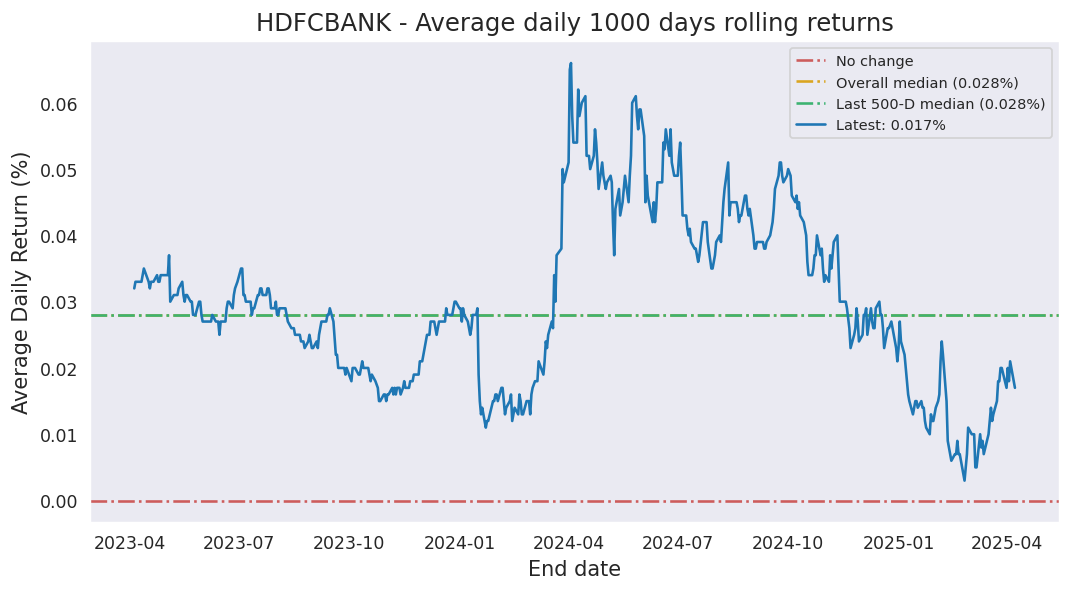 HDFCBANK - Average daily 1000 days rolling returns
No change
Overall median (0.028%)
Last 500-D median (0.028%)
Latest: 0.017%
Average Daily Return (%)
0.06
0.05
0.04
0.03
0.02
0.01
0.00
2023-04 2023-07 2023-10 2024-01 2024-04 2024-07 2024-10 2025-01 2025-04
End date